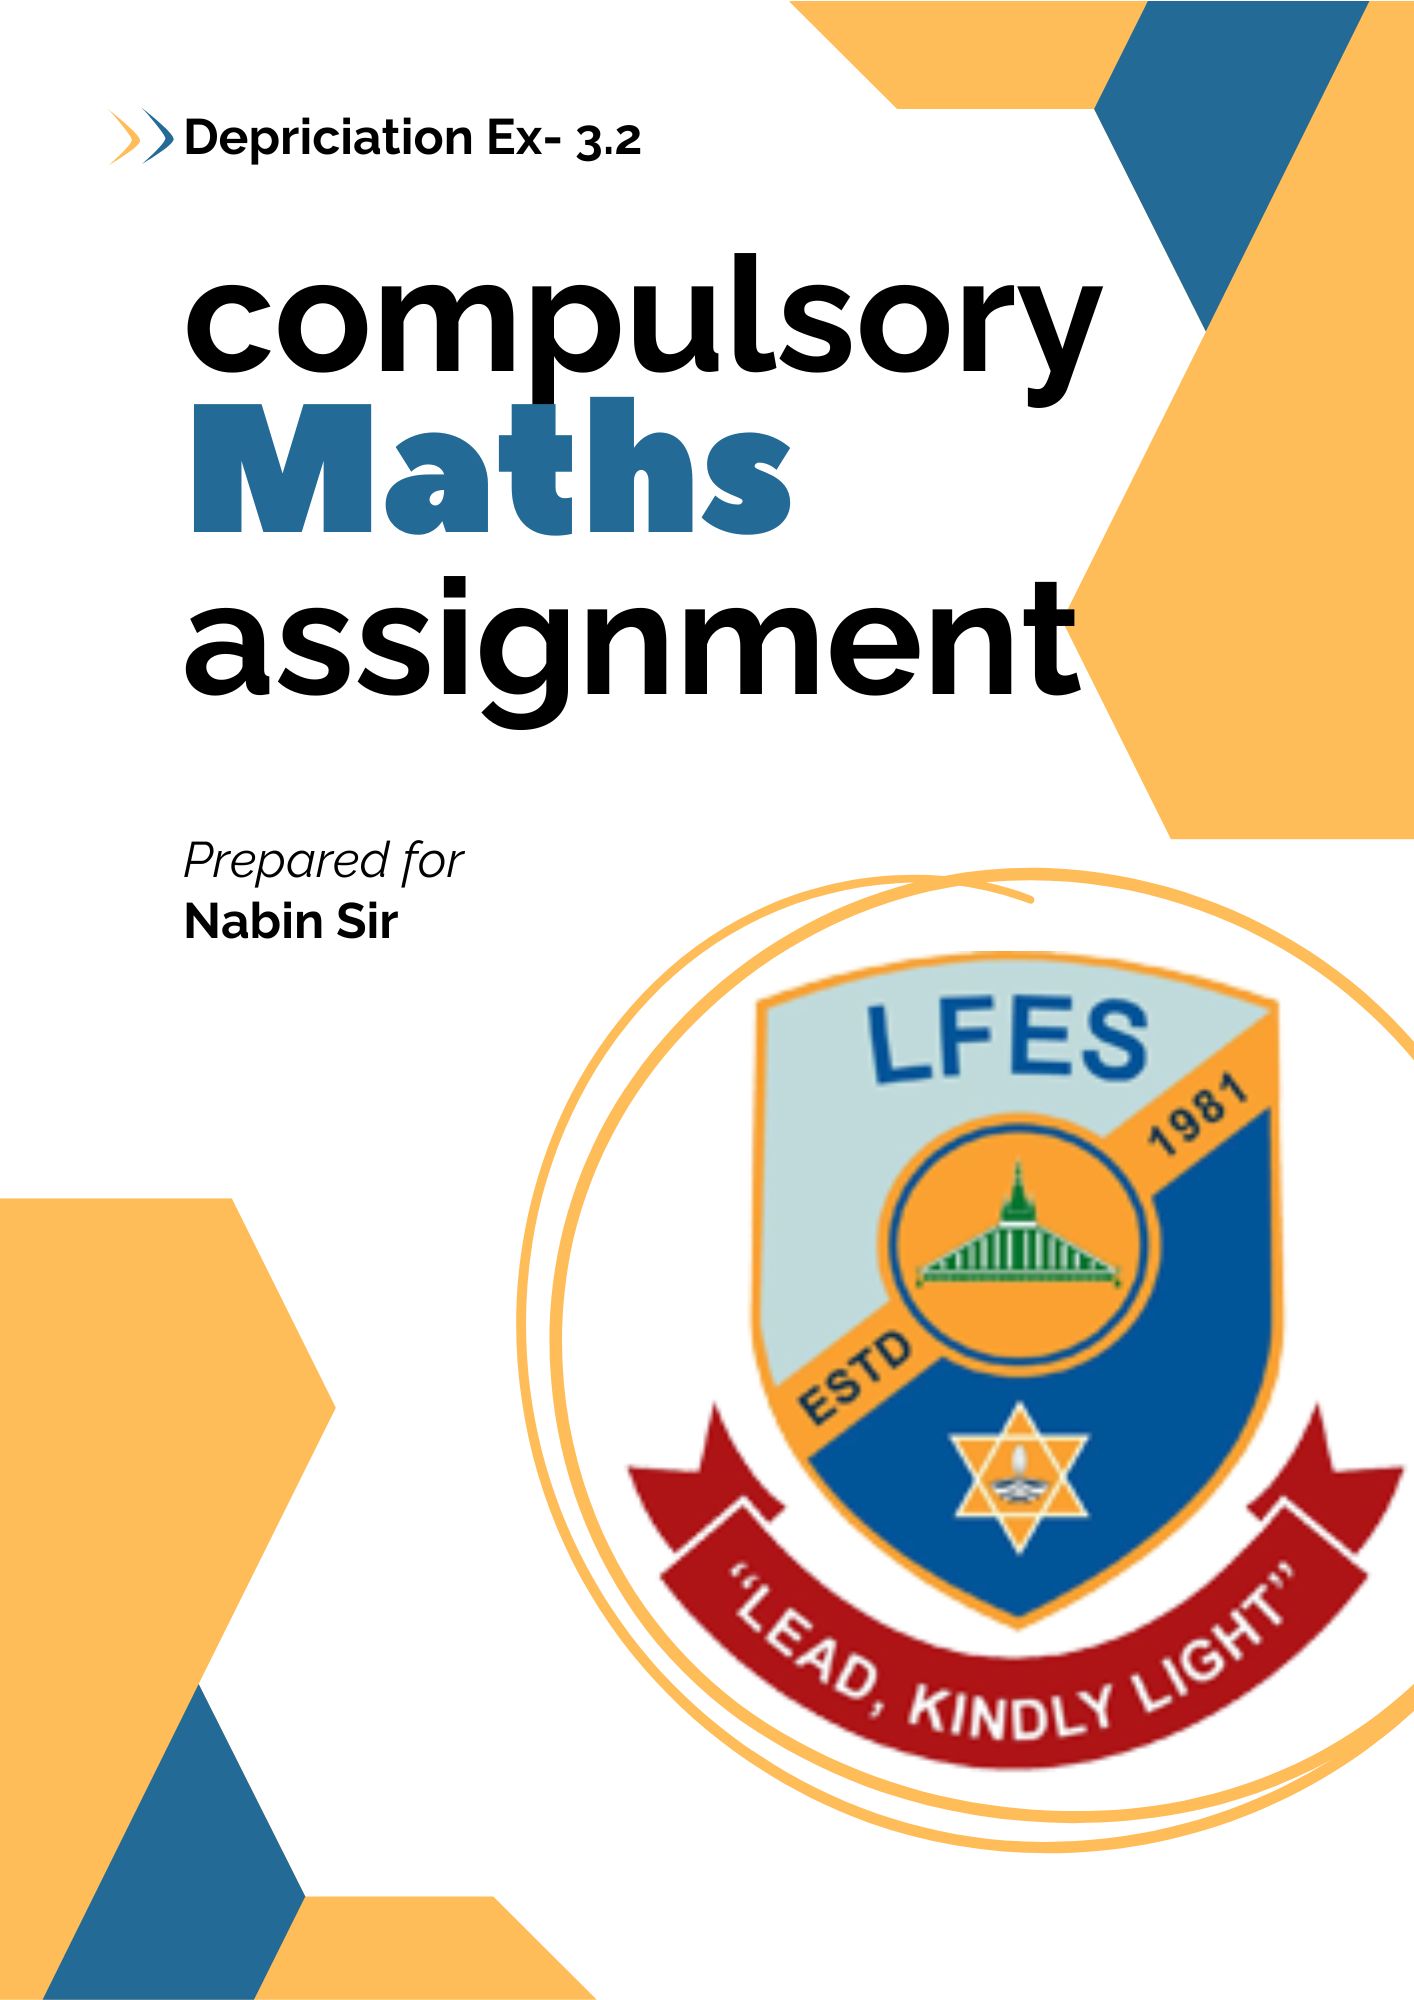 Depriciation Ex- 3.2
compulsory
Maths
assignment
Prepared for
Nabin Sir
LFES
1981
ESTD
“LEAD, KINDLY LIGHT”